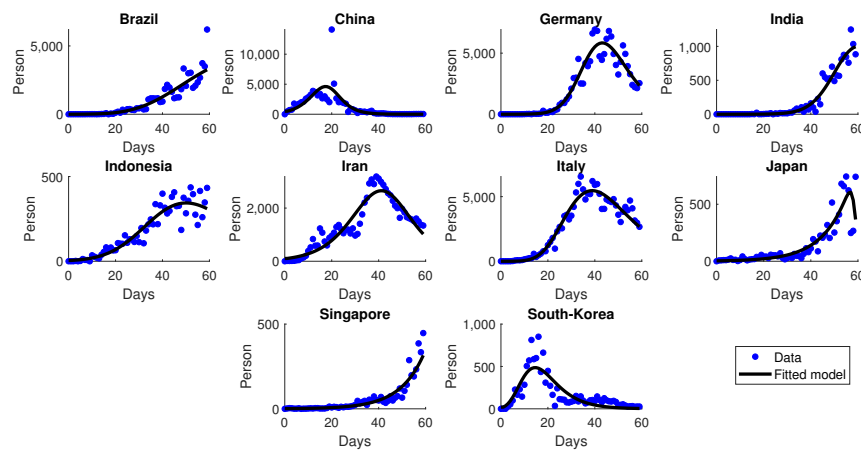 Brazil
China
Germany
India
5,000
0
Person
0 20 40 60
Days
10,000
5,000
0
Person
0 20 40 60
Days
5,000
0
Person
0 20 40 60
Days
1,000
500
0
Person
0 20 40 60
Days
Indonesia
Iran
Italy
Japan
500
0
Person
0 20 40 60
Days
2,000
0
Person
0 20 40 60
Days
5,000
0
Person
0 20 40 60
Days
500
0
Person
0 20 40 60
Days
Singapore
South-Korea
500
0
Person
0 20 40 60
Days
1,000
500
0
Person
0 20 40 60
Days
Data
Fitted model